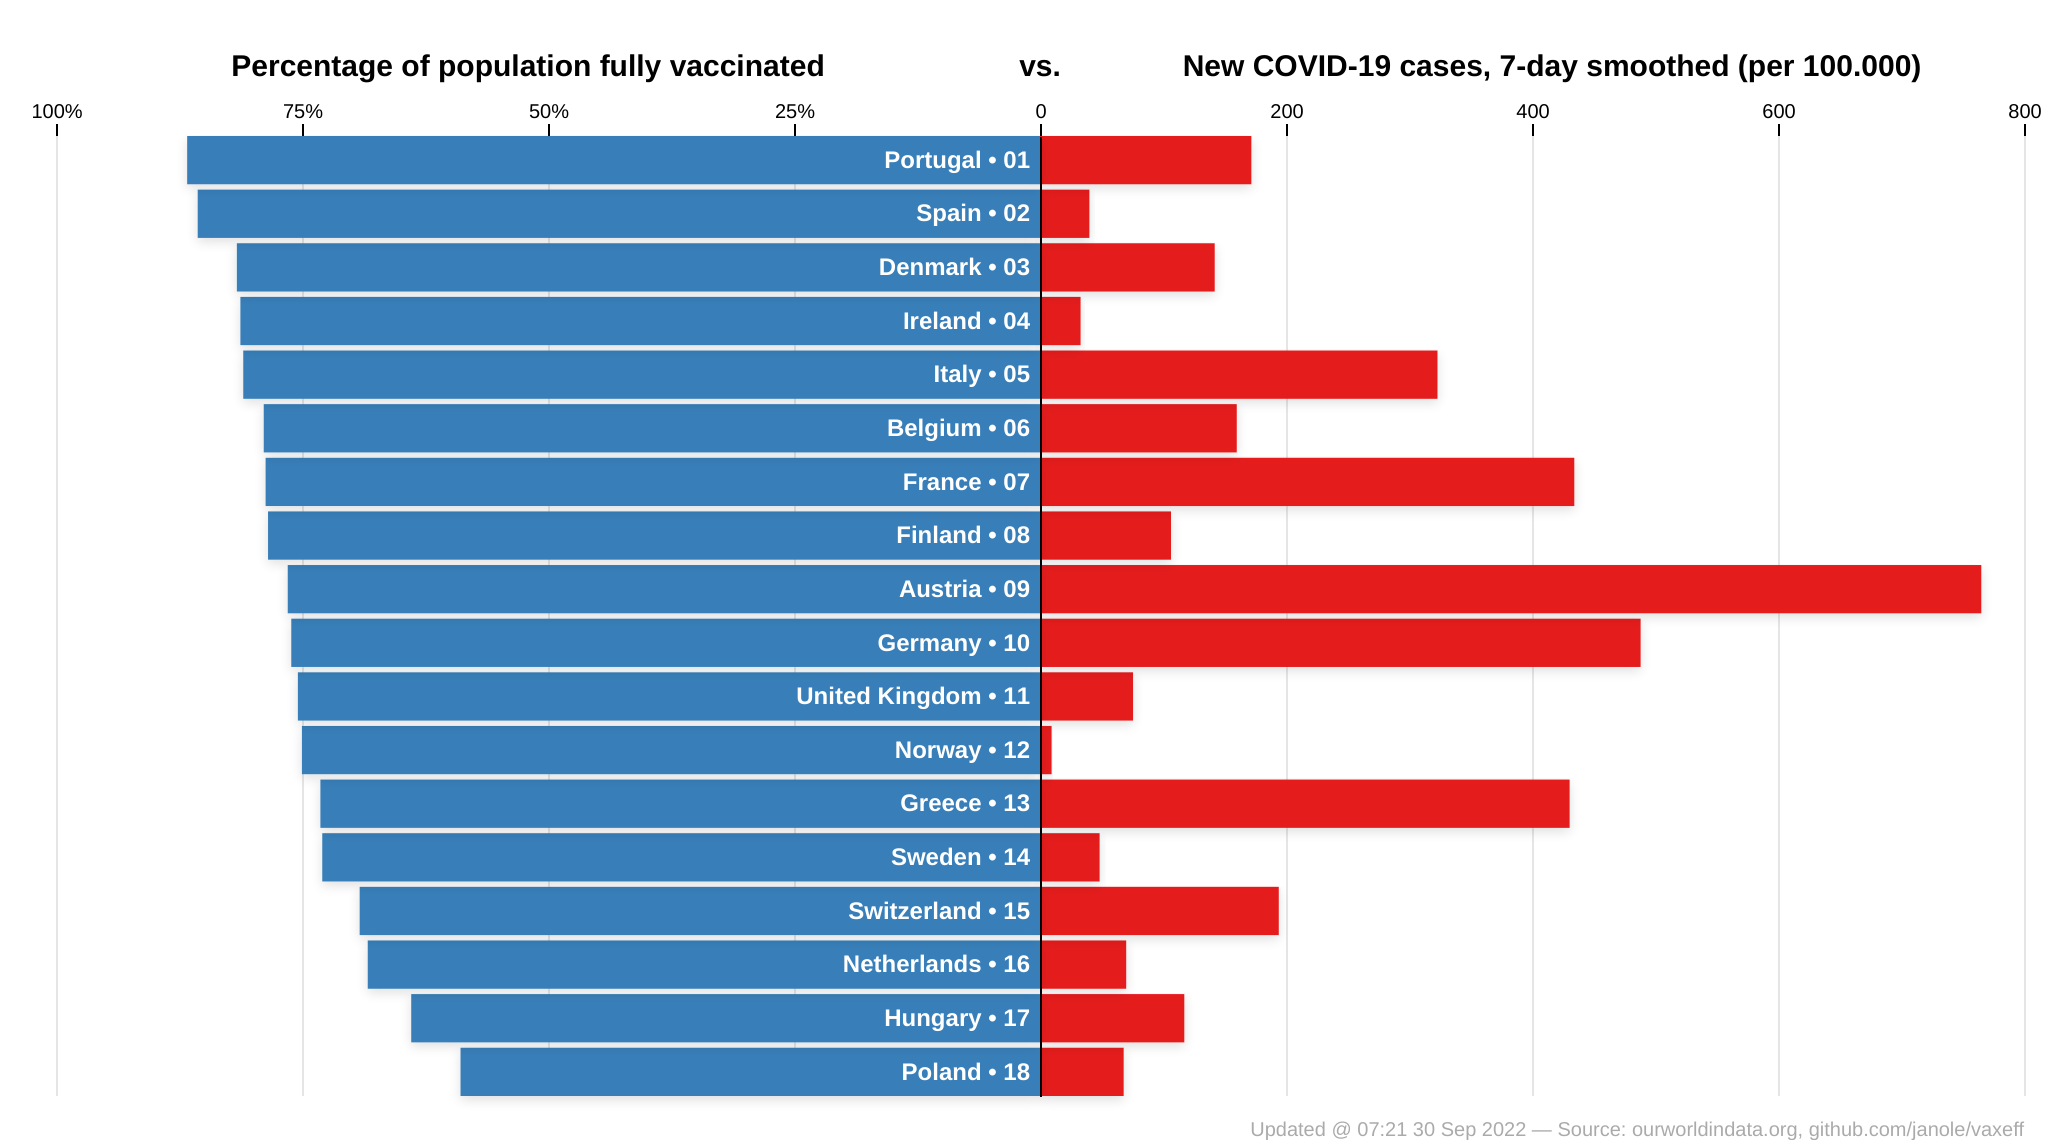 Percentage of population fully vaccinated vs. New COVID-19 cases, 7-day smoothed (per 100.000)
100% 75% 50% 25% 0 200 400 600 800
Portugal • 01
Spain • 02
Denmark • 03
Ireland • 04
Italy • 05
Belgium • 06
France • 07
Finland • 08
Austria • 09
Germany • 10
United Kingdom • 11
Norway • 12
Greece • 13
Sweden • 14
Switzerland • 15
Netherlands • 16
Hungary • 17
Poland • 18
Updated @ 07:21 30 Sep 2022 — Source: ourworldindata.org, github.com/janole/vaxeff